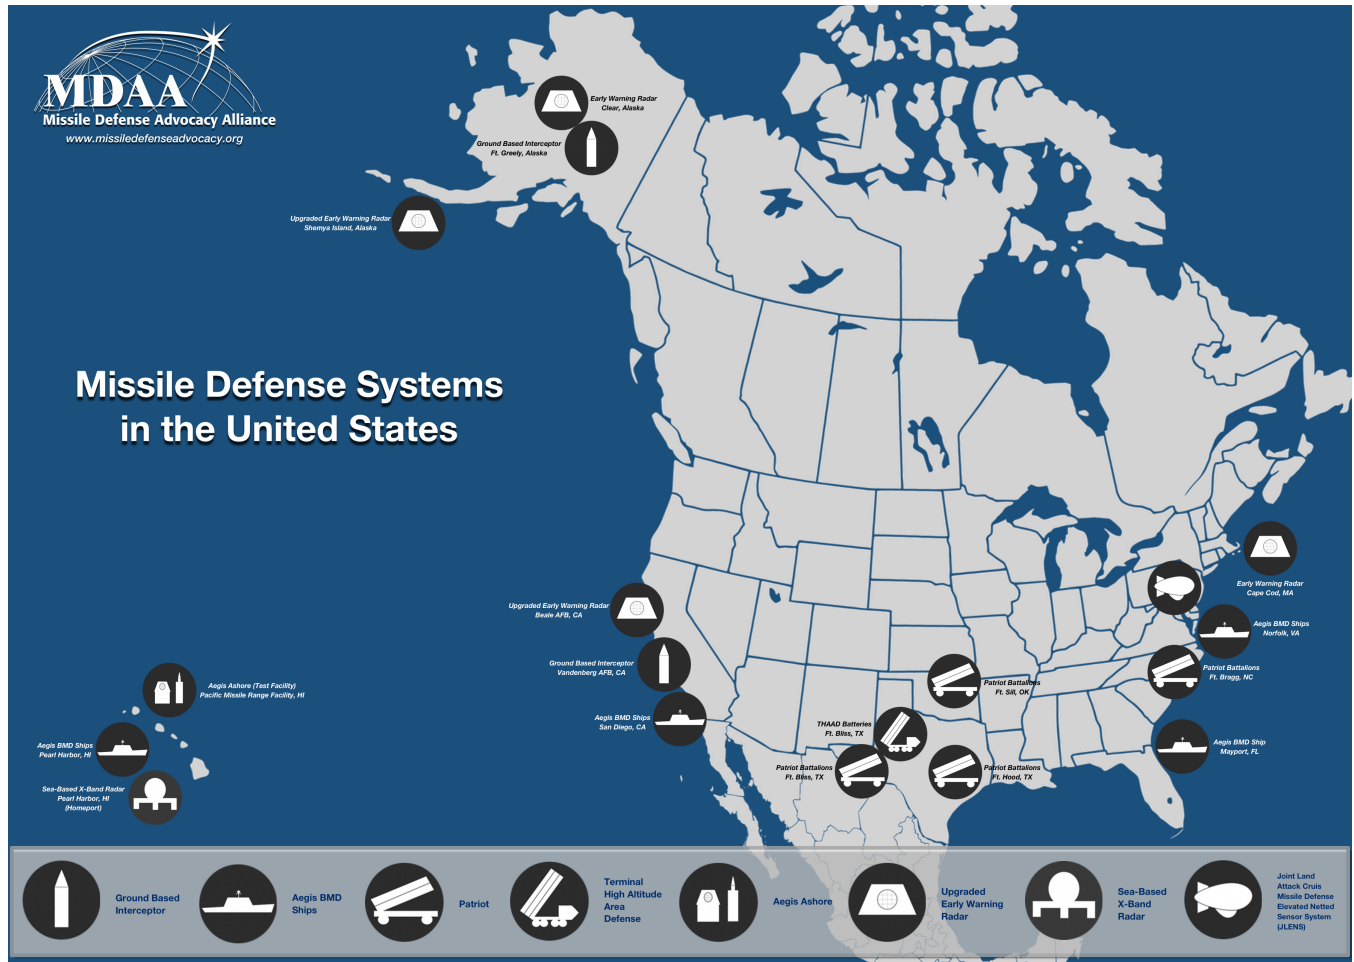 MDAA
Missile Defense Advocacy Alliance
www.missiledefenseadvocacy.org
Early Warning Radar
Clear, Alaska
Ground Based Interceptor
Ft. Greely, Alaska
Upgraded Early Warning Radar
Shemya Island, Alaska
Missile Defense Systems
in the United States
Early Warning Radar
Cape Cod, MA
Upgraded Early Warning Radar
Beale AFB, CA
Aegis BMD Ships
Norfolk, VA
Ground Based Interceptor
Vandenberg AFB, CA
Patriot Battalions
Ft. Bragg, NC
Aegis Ashore (Test Facility)
Pacific Missile Range Facility, HI
Patriot Battalions
Ft. Sill, OK
Aegis BMD Ships
San Diego, CA
THAAD Batteries
Ft. Bliss, TX
Aegis BMD Ships
Pearl Harbor, HI
Aegis BMD Ship
Mayport, FL
Patriot Battalions
Ft. Bliss, TX
Patriot Battalions
Ft. Hood, TX
Sea-Based X-Band Radar
Pearl Harbor, HI
(Homeport)
Ground Based
Interceptor
Aegis BMD
Ships
Patriot
Terminal
High Altitude
Area
Defense
Aegis Ashore
Upgraded
Early Warning
Radar
Sea-Based
X-Band
Radar
Joint Land
Attack Cruis
Missile Defense
Elevated Netted
Sensor System
(JLENS)